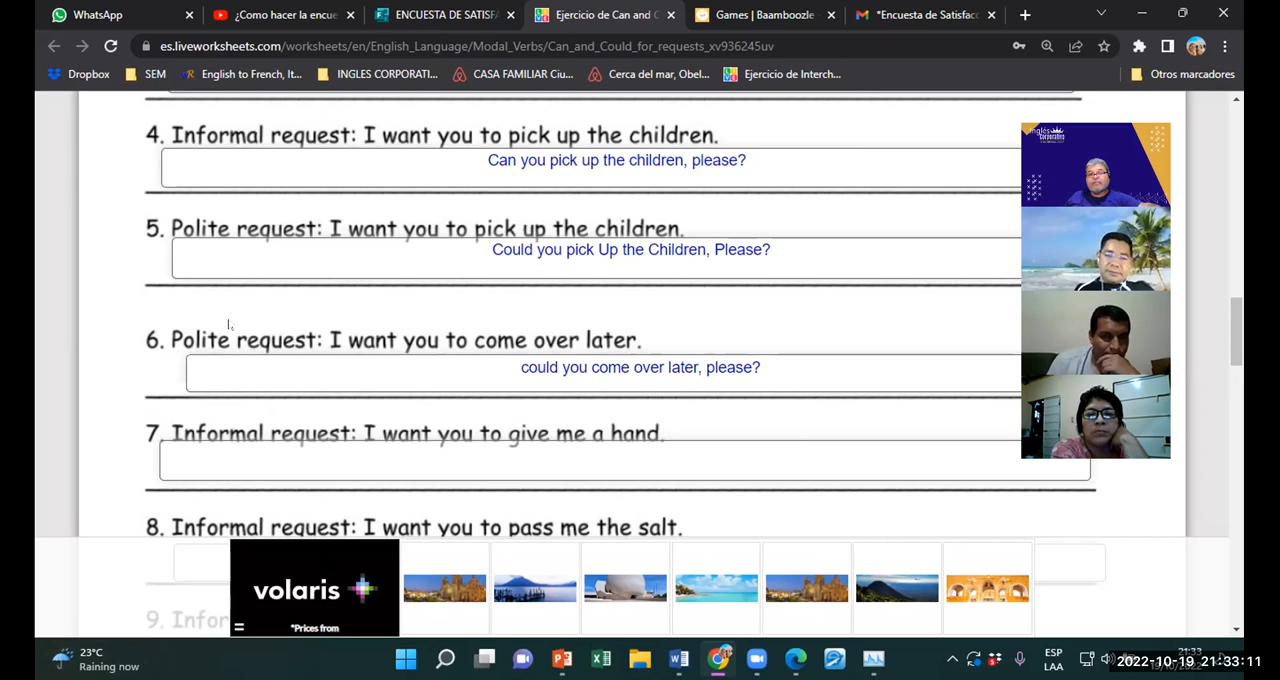 WhatsApp
¿Como hacer la encue
ENCUESTA DE SATISF
Ejercicio de Can and C
Games | Baamboozle
*Encuesta de Satisfacc
es.liveworksheets.com/worksheets/en/English_Language/Modal_Verbs/Can_and_Could_for_requests_xv936245uv
Dropbox
SEM
English to French, It...
INGLES CORPORATI...
CASA FAMILIAR Ciu...
Cerca del mar, Obel...
Ejercicio de Interch...
Otros marcadores
4. Informal request: I want you to pick up the children.
Can you pick up the children, please?
5. Polite request: I want you to pick up the children.
Could you pick Up the Children, Please?
6. Polite request: I want you to come over later.
could you come over later, please?
7. Informal request: I want you to give me a hand.
8. Informal request: I want you to pass me the salt.
9. Infor
Inglés
corporativo
volaris
*Prices from
23°C
Raining now
ESP
LAA
21:33
2022-10-19 21:33:11